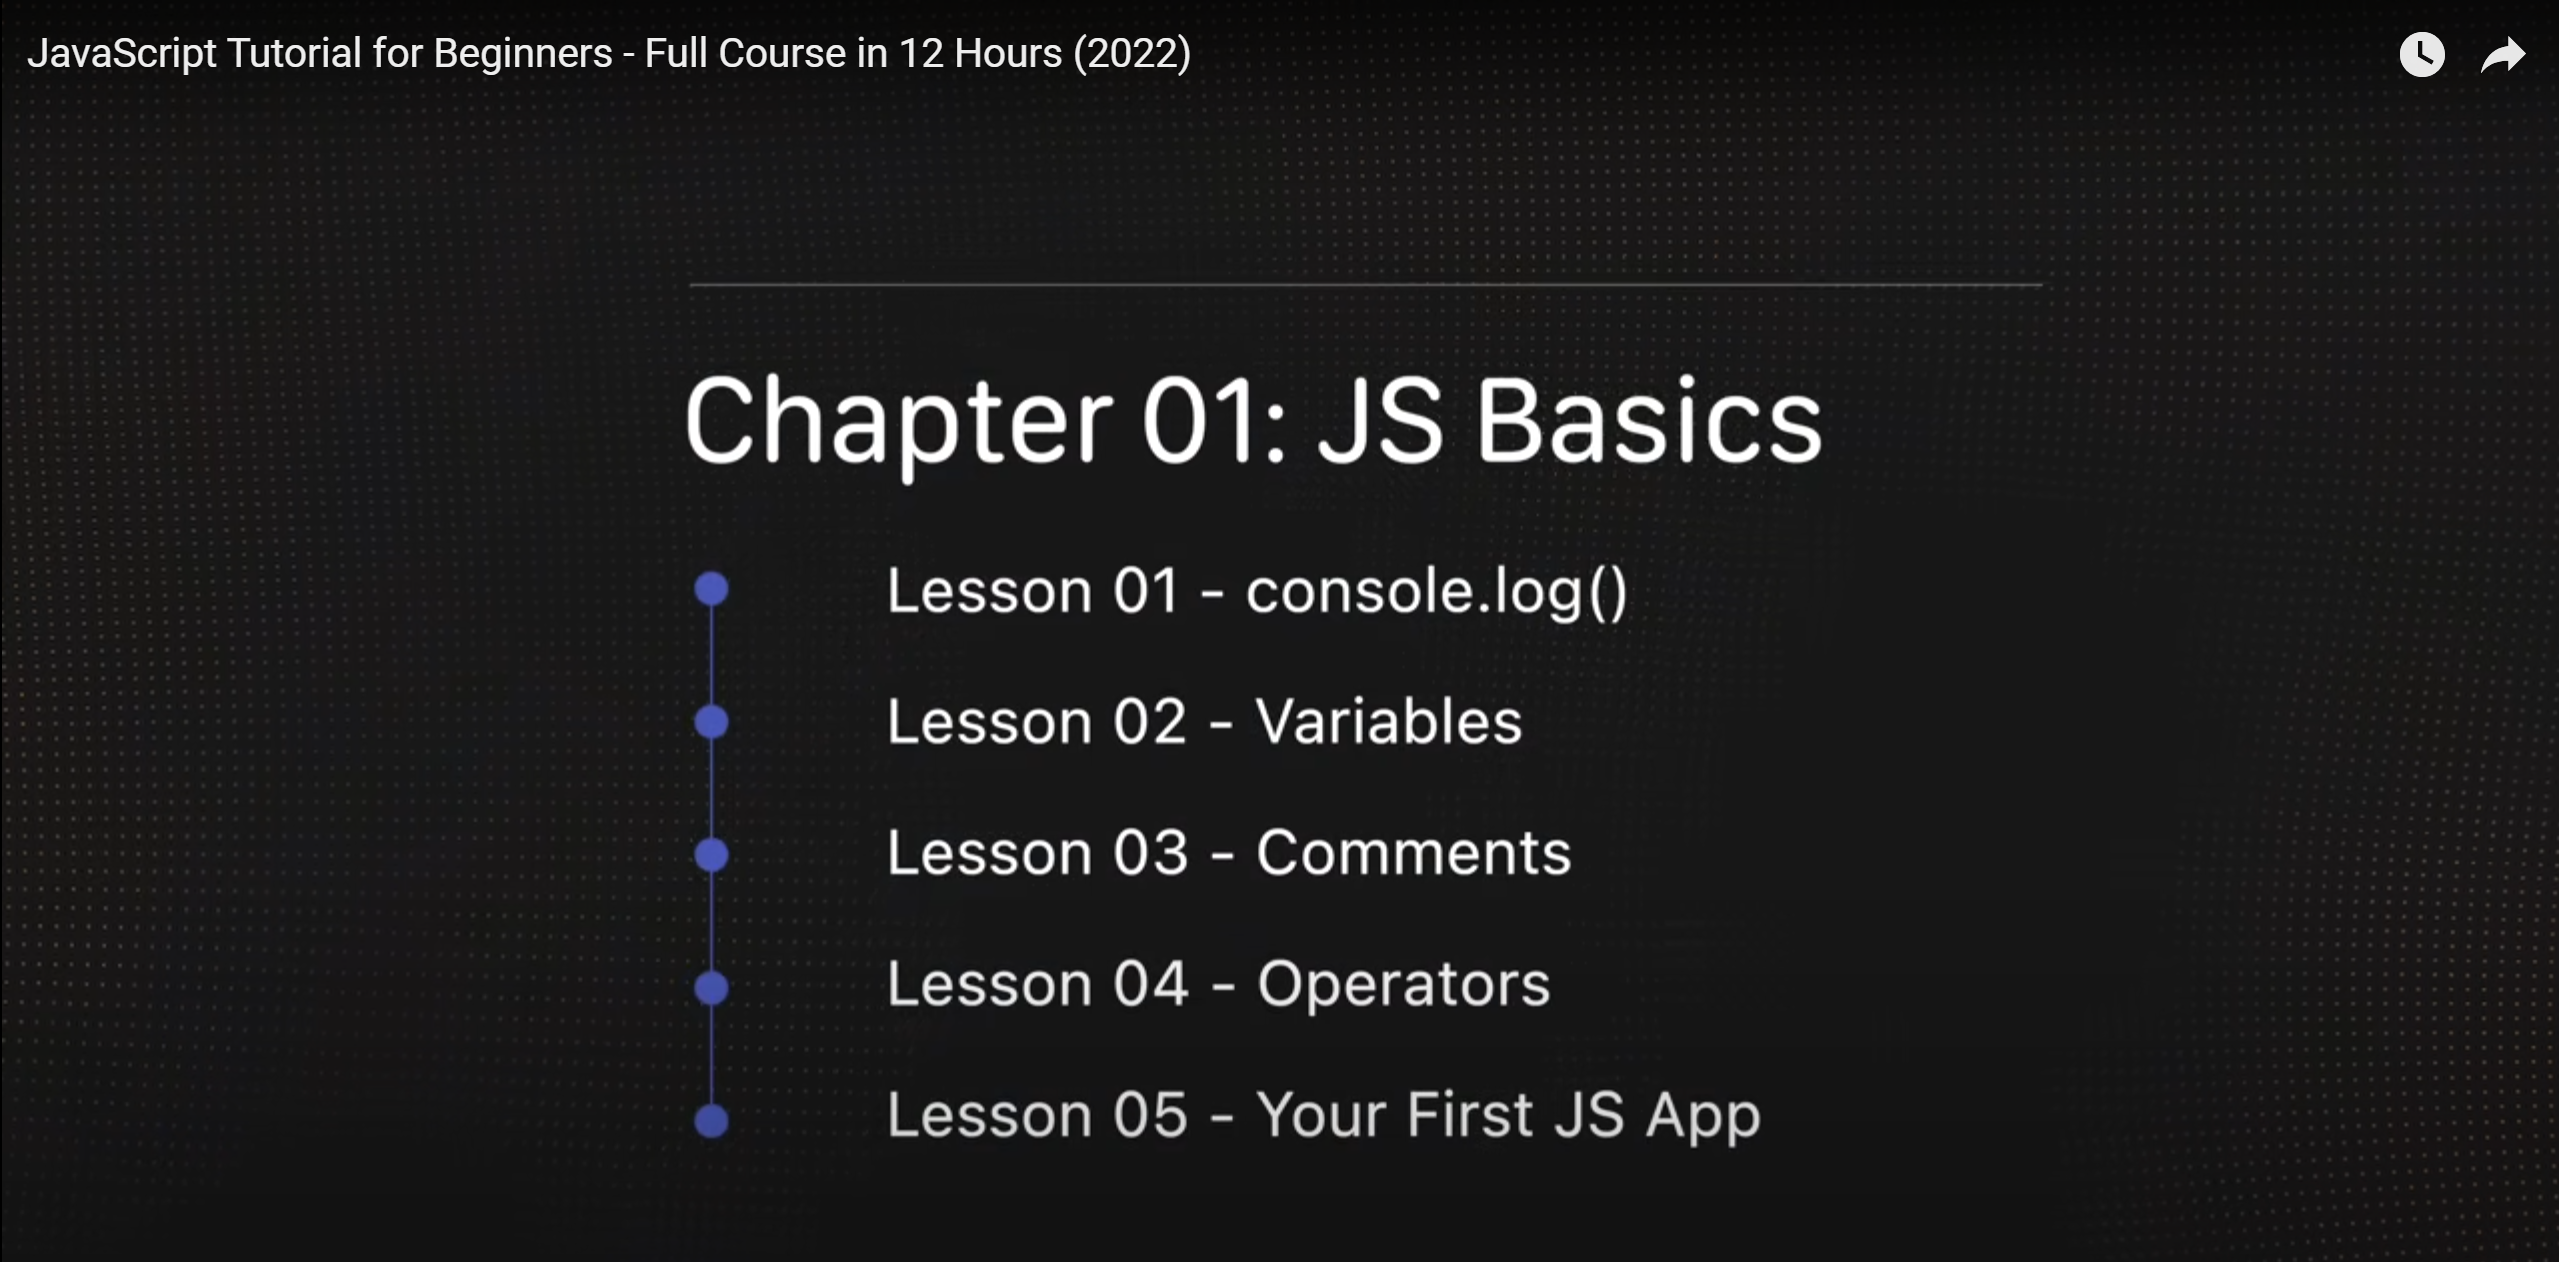 JavaScript Tutorial for Beginners - Full Course in 12 Hours (2022)
Chapter 01: JS Basics
Lesson 01 - console.log()
Lesson 02 - Variables
Lesson 03 - Comments
Lesson 04 - Operators
Lesson 05 - Your First JS App